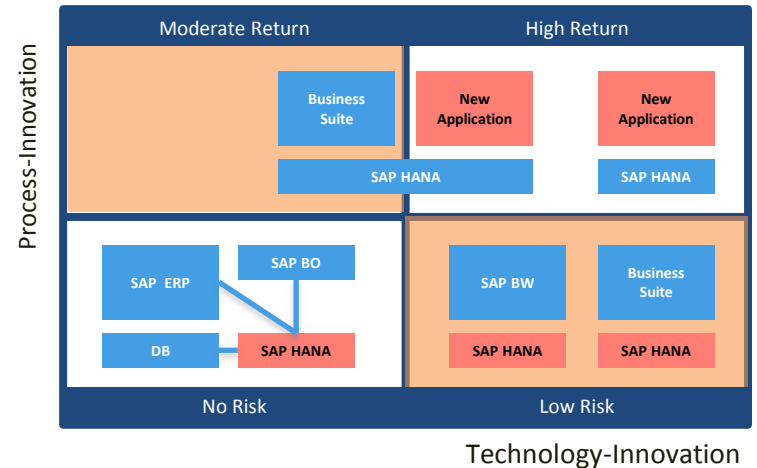 Moderate Return
High Return
Process-Innovation
Business
Suite
New
Application
New
Application
SAP HANA
SAP HANA
SAP ERP
SAP BO
SAP BW
Business
Suite
DB
SAP HANA
SAP HANA
SAP HANA
No Risk
Low Risk
Technology-Innovation